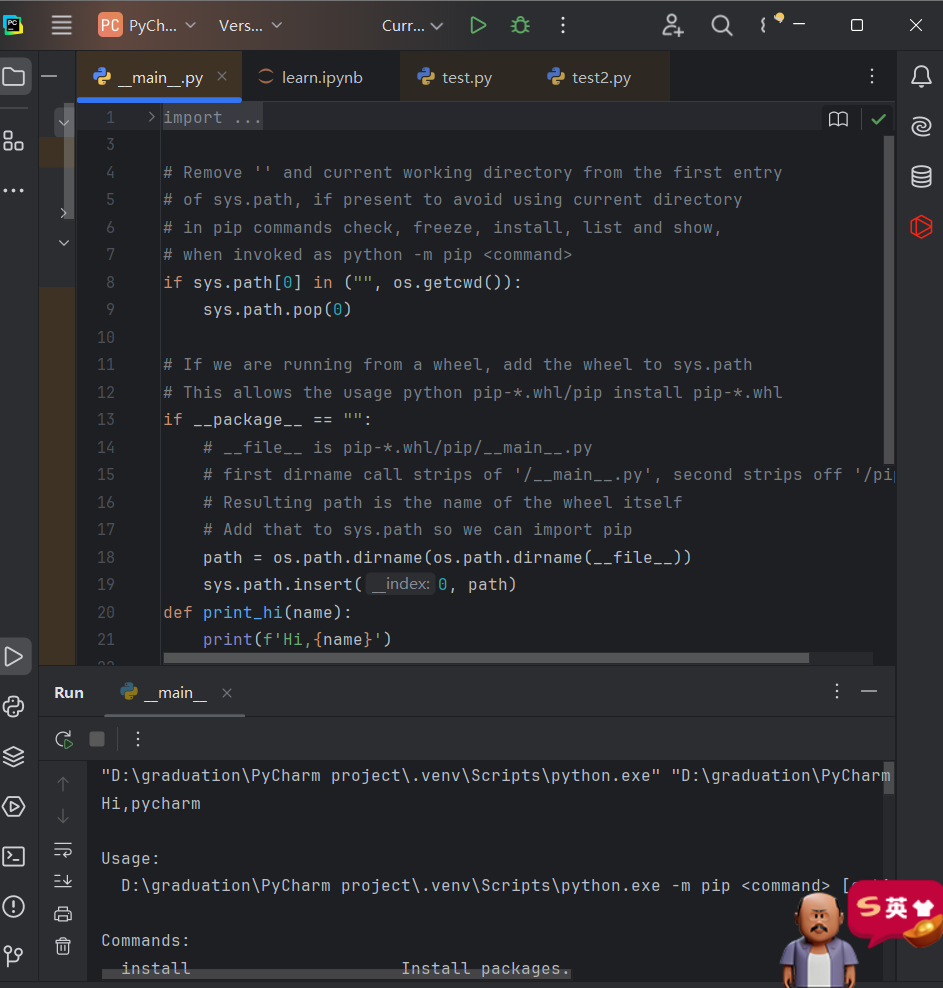 PC
PC PyCh... Vers... Curr...
__main__.py learn.ipynb test.py test2.py
1 import ...
3
4 # Remove '' and current working directory from the first entry
5 # of sys.path, if present to avoid using current directory
6 # in pip commands check, freeze, install, list and show,
7 # when invoked as python -m pip <command>
8 if sys.path[0] in ("", os.getcwd()):
9 sys.path.pop(0)
10
11 # If we are running from a wheel, add the wheel to sys.path
12 # This allows the usage python pip-*.whl/pip install pip-*.whl
13 if __package__ == "":
14 # __file__ is pip-*.whl/pip/__main__.py
15 # first dirname call strips of '/__main__.py', second strips off '/pi
16 # Resulting path is the name of the wheel itself
17 # Add that to sys.path so we can import pip
18 path = os.path.dirname(os.path.dirname(__file__))
19 sys.path.insert( __index: 0, path)
20 def print_hi(name):
21 print(f'Hi,{name}')
Run __main__
"D:\graduation\PyCharm project\.venv\Scripts\python.exe" "D:\graduation\PyCharm
Hi,pycharm
Usage:
D:\graduation\PyCharm project\.venv\Scripts\python.exe -m pip <command> [
S 英
Commands:
install Install packages.